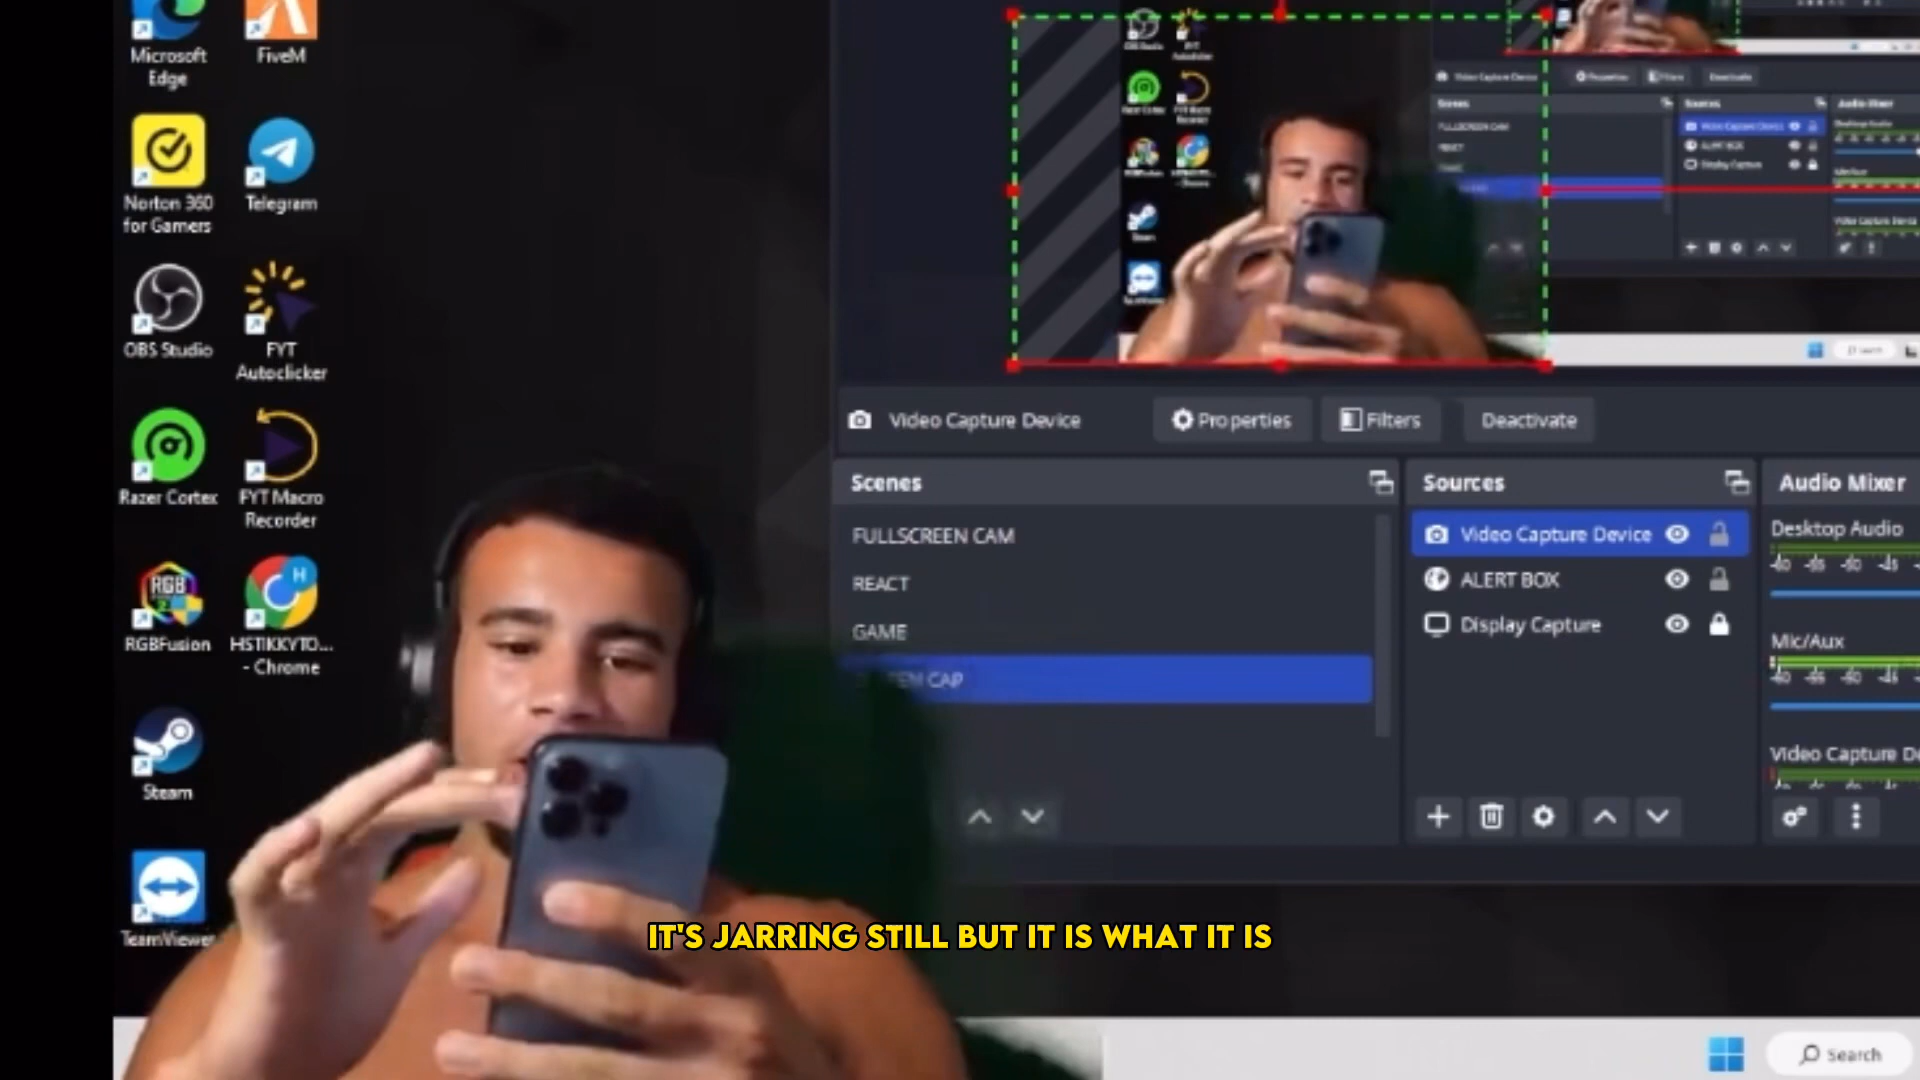 Microsoft
Edge
FiveM
Norton 360
for Gamers
Telegram
OBS Studio
FYT
Autoclicker
Razer Cortex
FYT Macro
Recorder
RGB
RGBFusion
H
HSTIKKYTO...
- Chrome
Steam
TeamViewer
Video Capture Device
Properties
Filters
Deactivate
Scenes
FULLSCREEN CAM
REACT
GAME
CAP
Sources
Video Capture Device
ALERT BOX
Display Capture
Audio Mixer
Desktop Audio
Mic/Aux
Video Capture
IT'S JARRING STILL BUT IT IS WHAT IT IS
Search